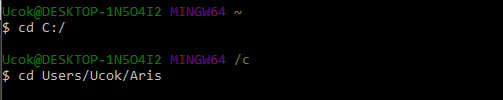 Ucok@DESKTOP-1N5O4I2 MINGW64 ~
$ cd C:/
Ucok@DESKTOP-1N5O4I2 MINGW64 /c
$ cd Users/Ucok/Aris